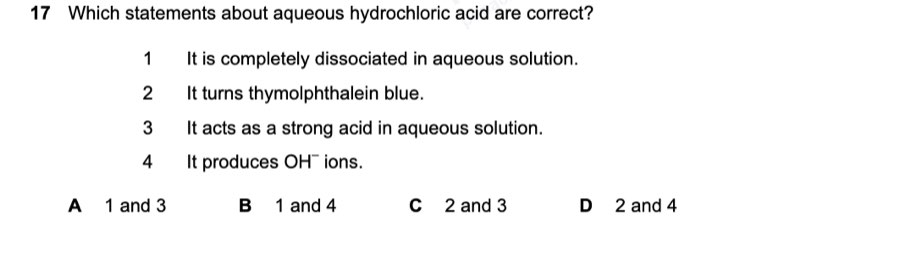 17 Which statements about aqueous hydrochloric acid are correct?
1 It is completely dissociated in aqueous solution.
2 It turns thymolphthalein blue.
3 It acts as a strong acid in aqueous solution.
4 It produces OH⁻ ions.
A 1 and 3 B 1 and 4 C 2 and 3 D 2 and 4